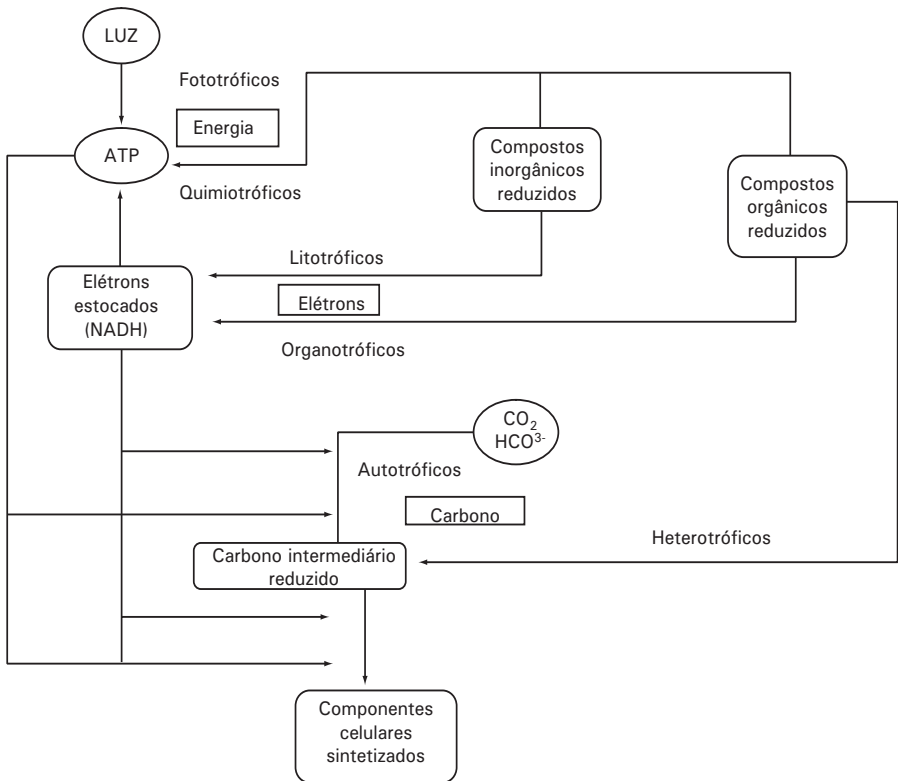 LUZ
Fototróficos
Energia
ATP
Quimiotróficos
Compostos
inorgânicos
reduzidos
Compostos
orgânicos
reduzidos
Litotróficos
Elétrons
estocados
(NADH)
Elétrons
Organotróficos
CO₂
HCO³⁻
Autotróficos
Carbono
Heterotróficos
Carbono intermediário
reduzido
Componentes
celulares
sintetizados